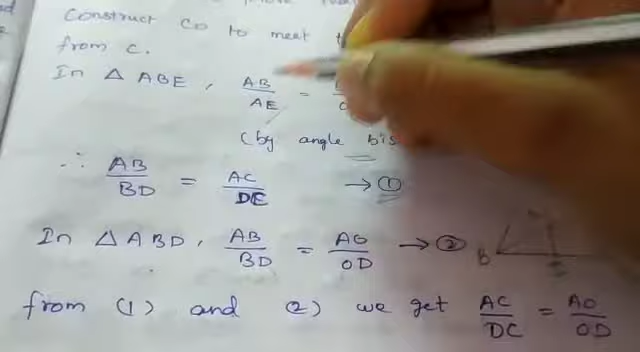 Construct CO to meet
from C.
In △ ABE, AB/AE =
(by angle bis
∴ AB/BD = AC/DE → ①
In △ ABD, AB/BD = AO/OD → ②
B E
from (1) and (2) we get AC/DC = AO/OD